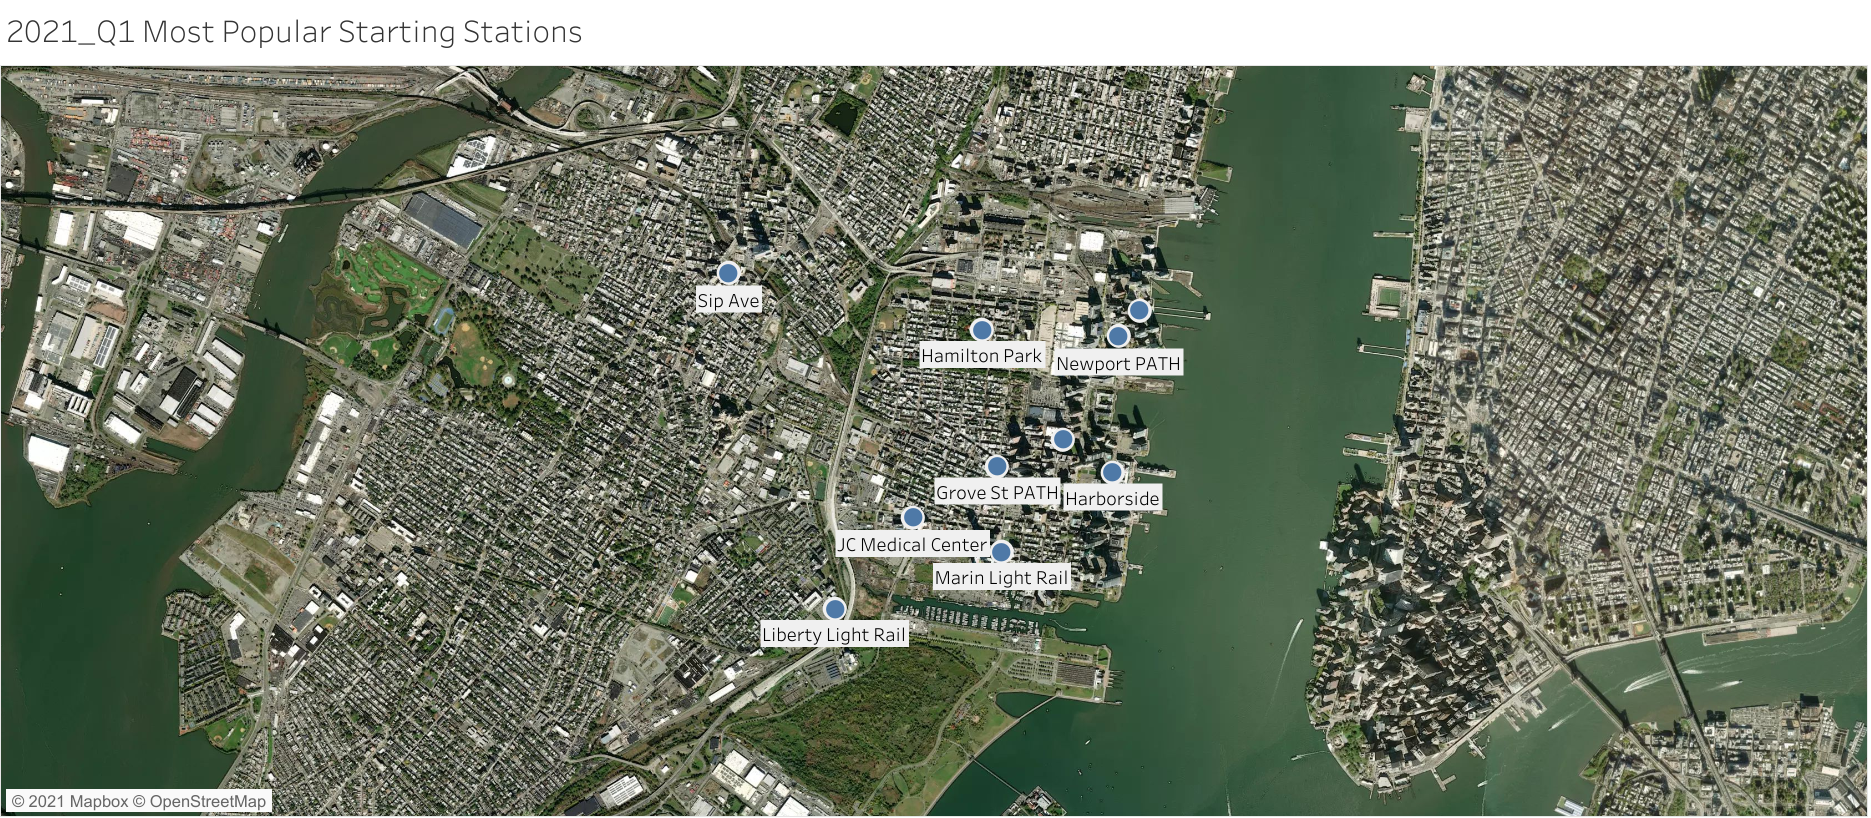 2021_Q1 Most Popular Starting Stations
Sip Ave
Hamilton Park
Newport PATH
Grove St PATH
Harborside
JC Medical Center
Marin Light Rail
Liberty Light Rail
© 2021 Mapbox © OpenStreetMap